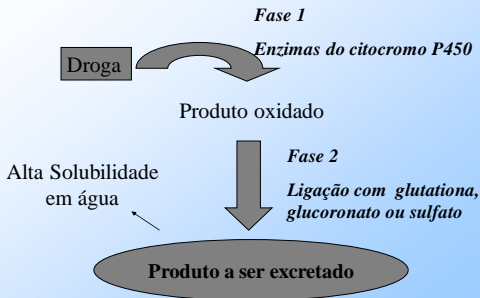 Fase 1
Enzimas do citocromo P450
Droga
Produto oxidado
Fase 2
Ligação com glutationa,
glucoronato ou sulfato
Alta Solubilidade
em água
Produto a ser excretado